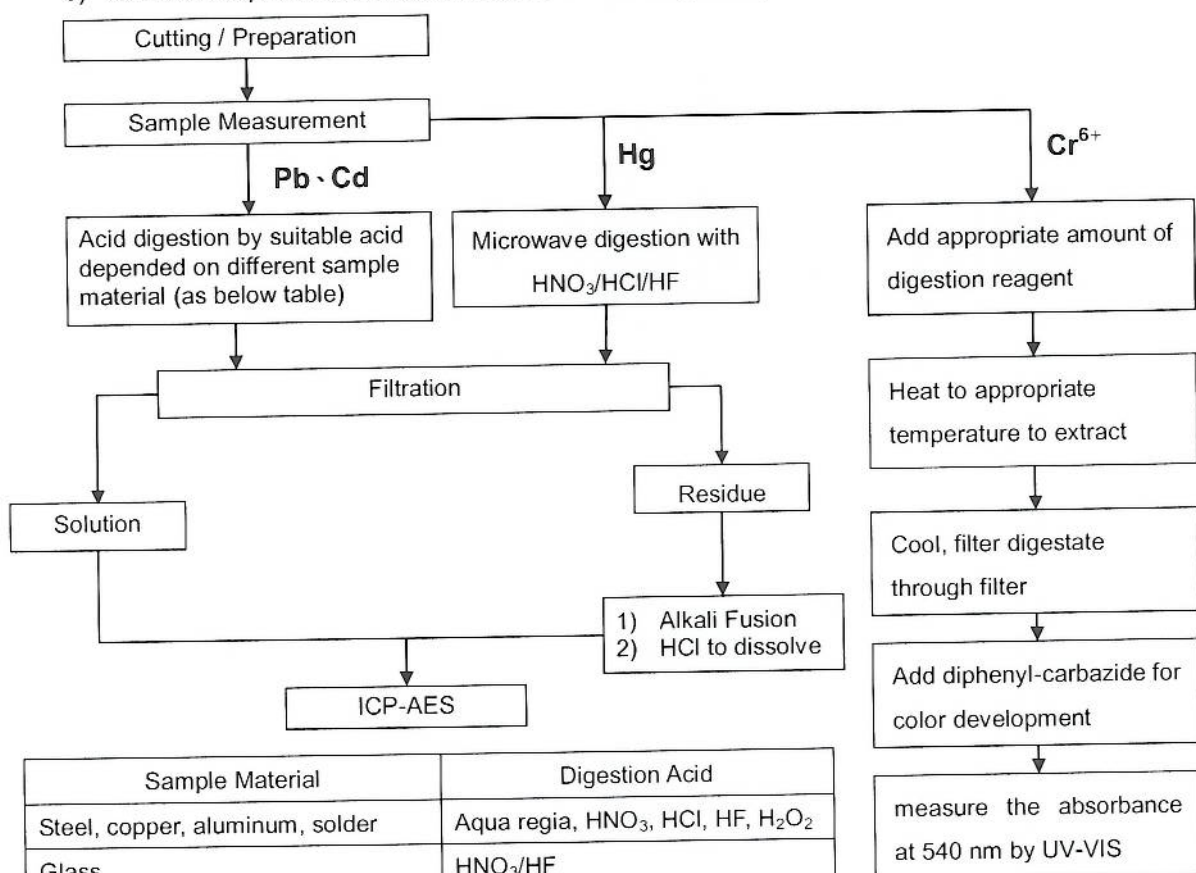 Cutting / Preparation
Sample Measurement
Pb、Cd
Hg
Cr⁶⁺
Acid digestion by suitable acid
depended on different sample
material (as below table)
Microwave digestion with
HNO₃/HCl/HF
Add appropriate amount of
digestion reagent
Filtration
Heat to appropriate
temperature to extract
Solution
Residue
Cool, filter digestate
through filter
1) Alkali Fusion
2) HCl to dissolve
ICP-AES
Add diphenyl-carbazide for
color development
measure the absorbance
at 540 nm by UV-VIS
Sample Material Digestion Acid
Steel, copper, aluminum, solder Aqua regia, HNO₃, HCl, HF, H₂O₂
Glass HNO₃/HF